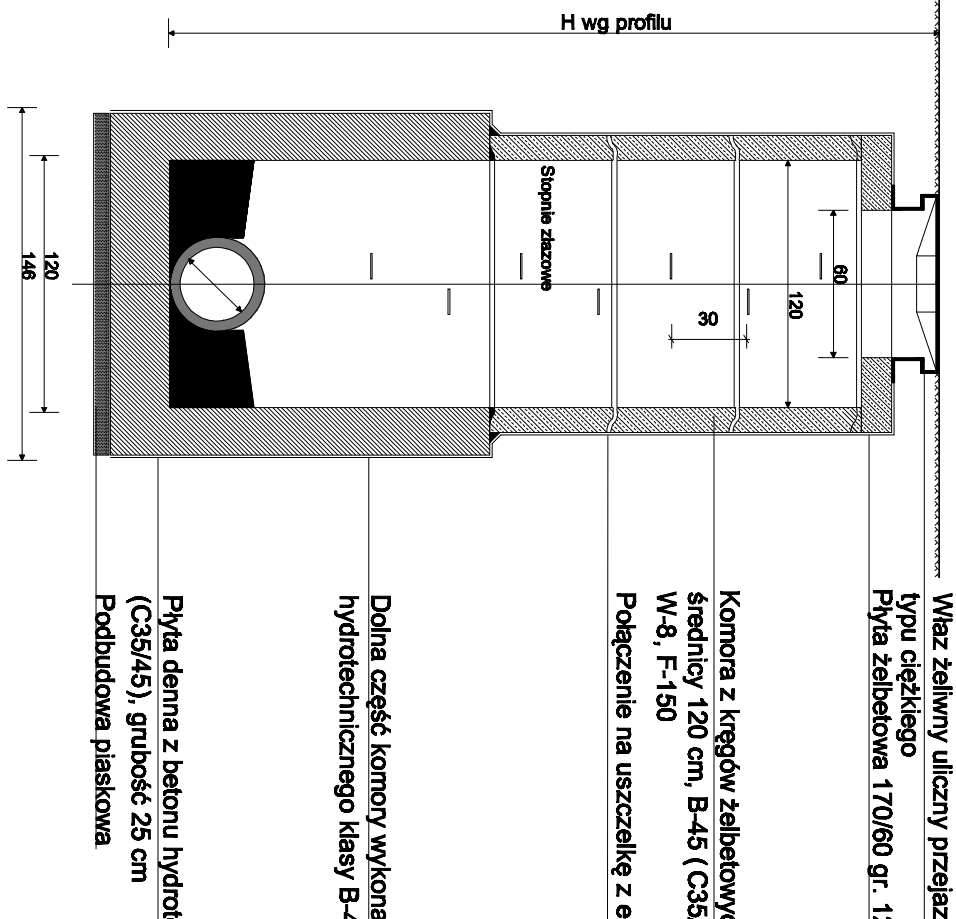 H wg profilu
146
120
Stopnie złazowe
30
120
60
Właz żeliwny uliczny przejaz
typu ciężkiego
Płyta żelbetowa 170/60 gr.
Komora z kręgów żelbetowyc
średnicy 120 cm, B-45 ( C35
W-8, F-150
Połączenie na uszczelkę z e
Dolna część komory wykona
hydrotechnicznego klasy B-4
Płyta denna z betonu hydrot
(C35/45), grubość 25 cm
Podbudowa piaskowa